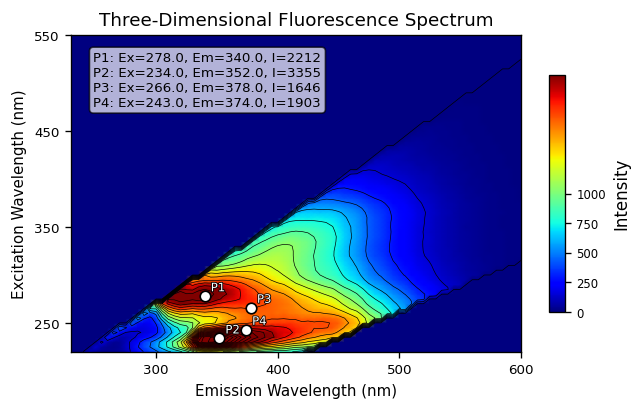 Three-Dimensional Fluorescence Spectrum
550
450
350
250
Excitation Wavelength (nm)
P1: Ex=278.0, Em=340.0, I=2212
P2: Ex=234.0, Em=352.0, I=3355
P3: Ex=266.0, Em=378.0, I=1646
P4: Ex=243.0, Em=374.0, I=1903
P1
P3
P4
P2
300
400
500
600
Emission Wavelength (nm)
1000
750
500
250
0
Intensity